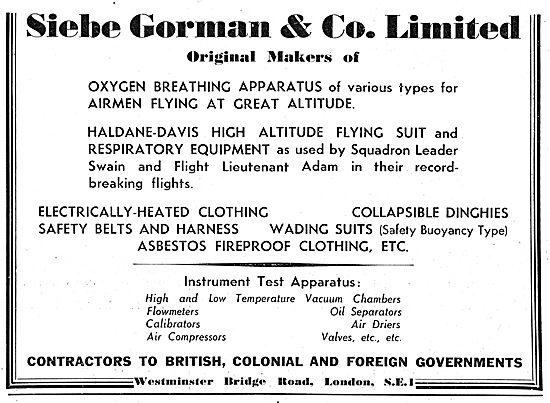 Siebe Gorman & Co. Limited
Original Makers of
OXYGEN BREATHING APPARATUS of various types for
AIRMEN FLYING AT GREAT ALTITUDE.
HALDANE-DAVIS HIGH ALTITUDE FLYING SUIT and
RESPIRATORY EQUIPMENT as used by Squadron Leader
Swain and Flight Lieutenant Adam in their record-
breaking flights.
ELECTRICALLY-HEATED CLOTHING COLLAPSIBLE DINGHIES
SAFETY BELTS AND HARNESS WADING SUITS (Safety Buoyancy Type)
ASBESTOS FIREPROOF CLOTHING, ETC.
Instrument Test Apparatus:
High and Low Temperature Vacuum Chambers
Flowmeters Oil Separators
Calibrators Air Driers
Air Compressors Valves, etc., etc.
CONTRACTORS TO BRITISH, COLONIAL AND FOREIGN GOVERNMENTS
Westminster Bridge Road, London, S.E.1